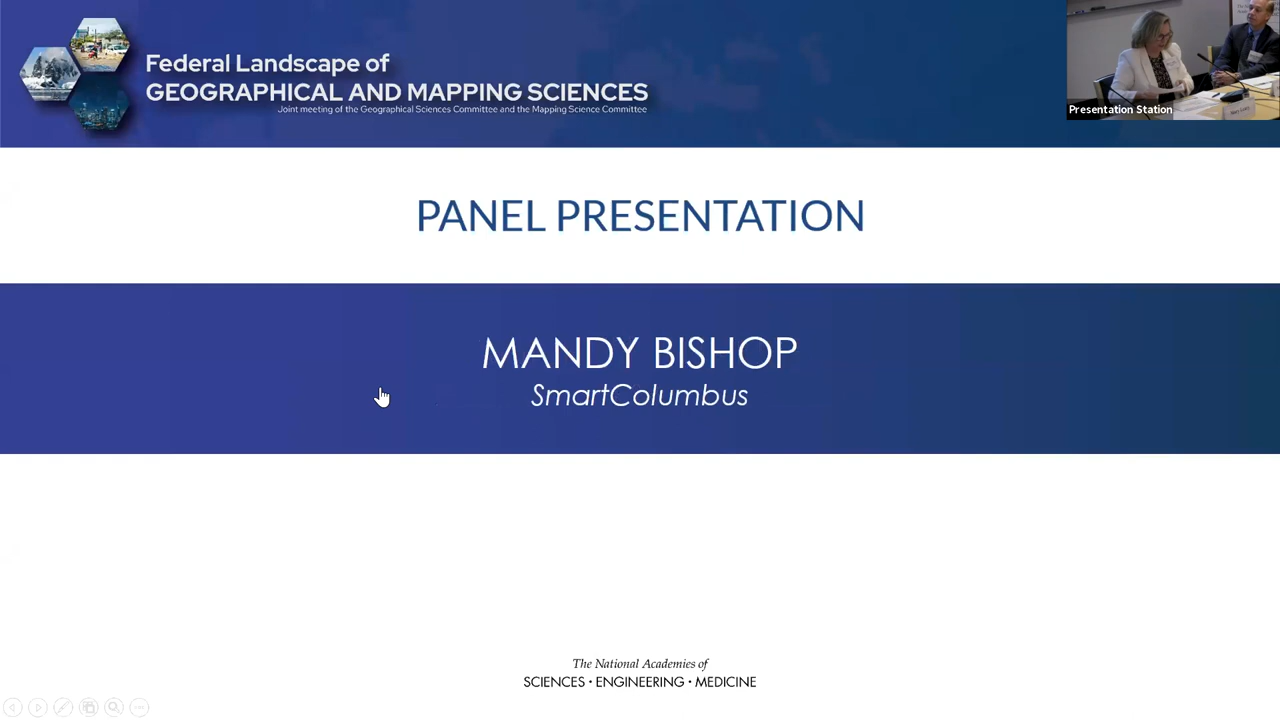 Federal Landscape of
GEOGRAPHICAL AND MAPPING SCIENCES
Joint meeting of the Geographical Sciences Committee and the Mapping Science Committee
Presentation Station
PANEL PRESENTATION
MANDY BISHOP
SmartColumbus
The National Academies of
SCIENCES • ENGINEERING • MEDICINE